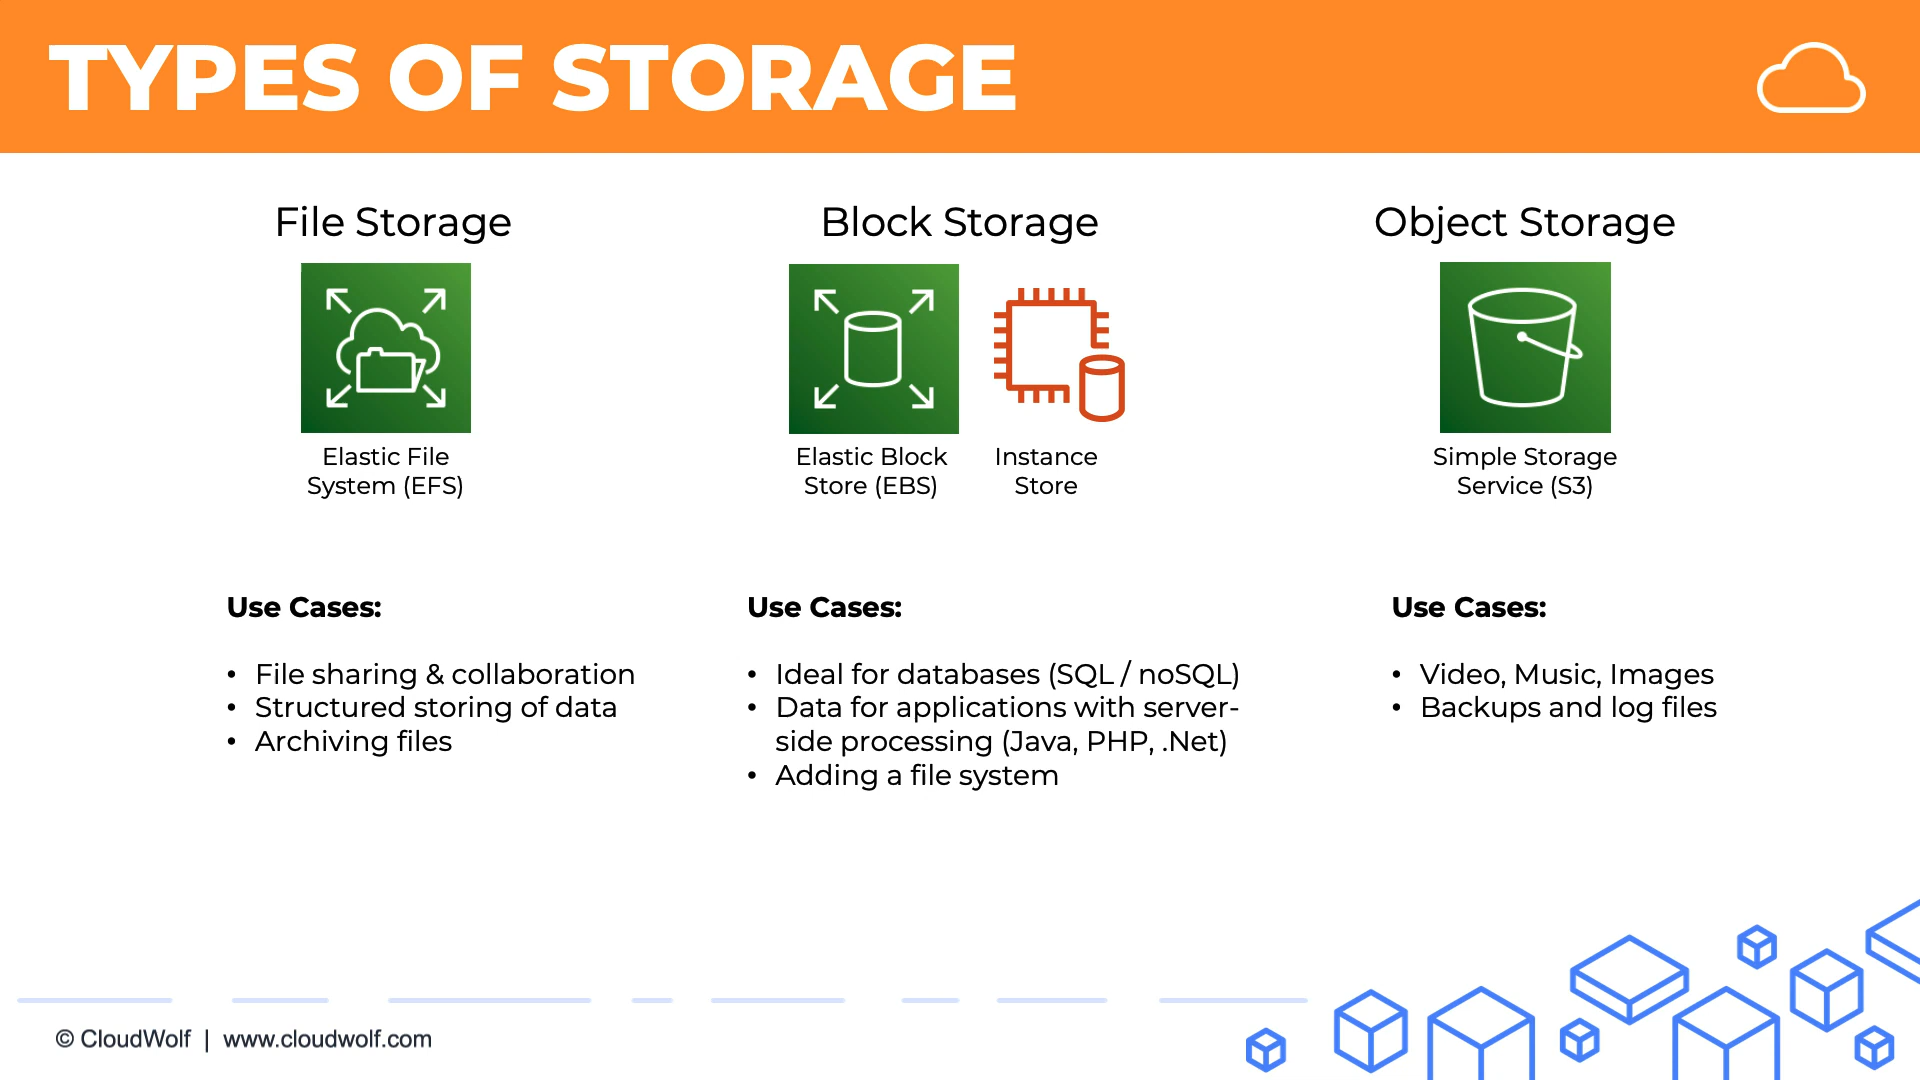 TYPES OF STORAGE
File Storage
Elastic File
System (EFS)
Use Cases:
• File sharing & collaboration
• Structured storing of data
• Archiving files
Block Storage
Elastic Block
Store (EBS)
Instance
Store
Use Cases:
• Ideal for databases (SQL / noSQL)
• Data for applications with server-
side processing (Java, PHP, .Net)
• Adding a file system
Object Storage
Simple Storage
Service (S3)
Use Cases:
• Video, Music, Images
• Backups and log files
© CloudWolf | www.cloudwolf.com